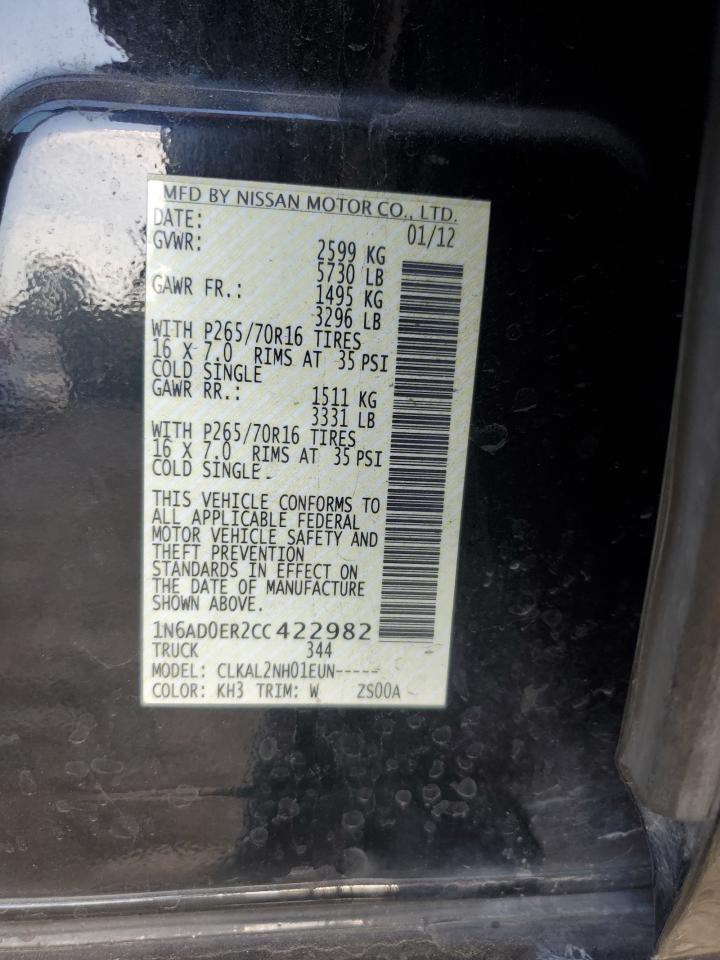 MFD BY NISSAN MOTOR CO., LTD.
DATE: 01/12
GVWR: 2599 KG
5730 LB
GAWR FR.: 1495 KG
3296 LB
WITH P265/70R16 TIRES
16 X 7.0 RIMS AT 35 PSI
COLD SINGLE
GAWR RR.: 1511 KG
3331 LB
WITH P265/70R16 TIRES
16 X 7.0 RIMS AT 35 PSI
COLD SINGLE.
THIS VEHICLE CONFORMS TO
ALL APPLICABLE FEDERAL
MOTOR VEHICLE SAFETY AND
THEFT PREVENTION
STANDARDS IN EFFECT ON
THE DATE OF MANUFACTURE
SHOWN ABOVE.
1N6AD0ER2CC 422982
TRUCK 344
MODEL: CLKAL2NH01EUN-----
COLOR: KH3 TRIM: W ZS00A